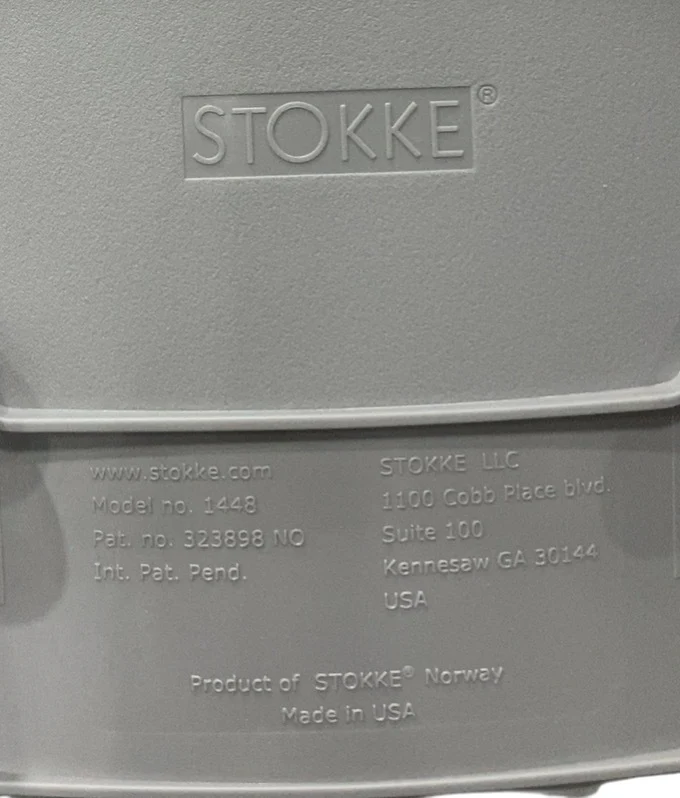 STOKKE®
www.stokke.com
Model no. 1448
Pat. no. 323898 NO
Int. Pat. Pend.
STOKKE LLC
1100 Cobb Place blvd.
Suite 100
Kennesaw GA 30144
USA
Product of STOKKE® Norway
Made in USA